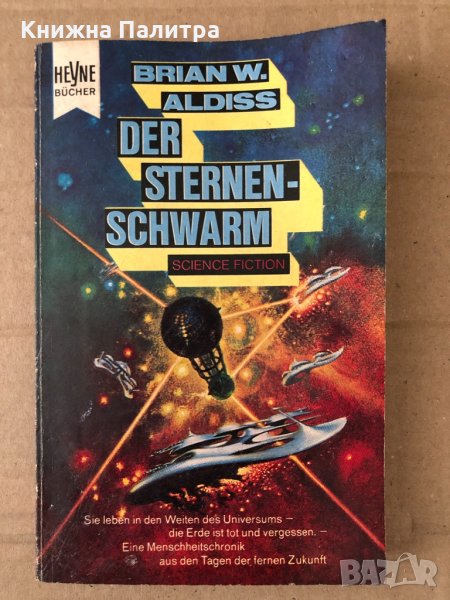 Книжна Палитра
HEYNE
BÜCHER
BRIAN W.
ALDISS
DER
STERNEN-
SCHWARM
SCIENCE FICTION
Sie leben in den Weiten des Universums –
die Erde ist tot und vergessen. –
Eine Menschheitschronik
aus den Tagen der fernen Zukunft
BAZAR